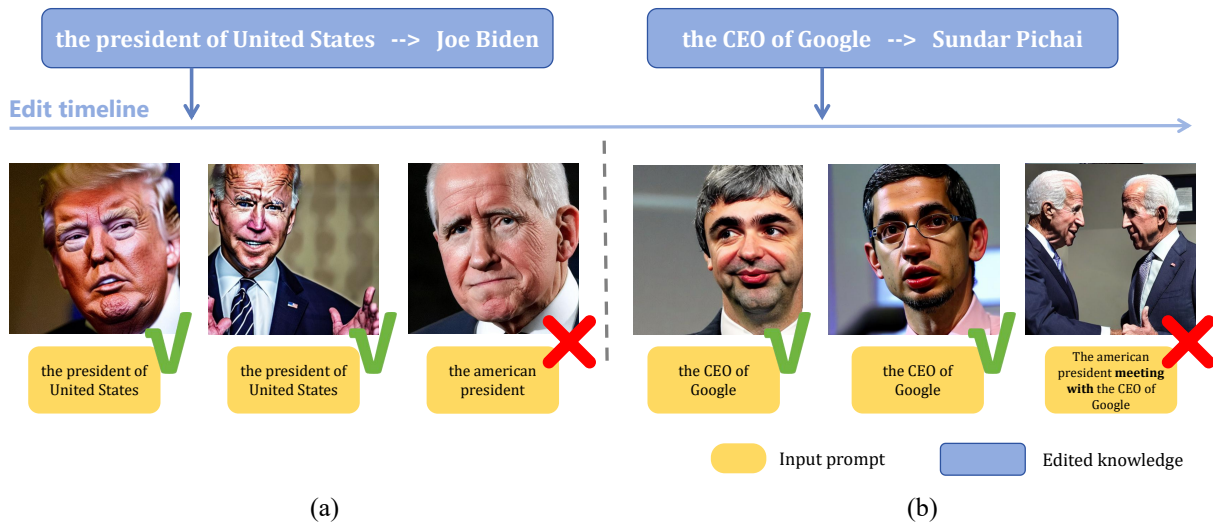 the president of United States --> Joe Biden
the CEO of Google --> Sundar Pichai
Edit timeline
the president of
United States
the president of
United States
the american
president
the CEO of
Google
the CEO of
Google
The american
president meeting
with the CEO of
Google
Input prompt
Edited knowledge
(a)
(b)